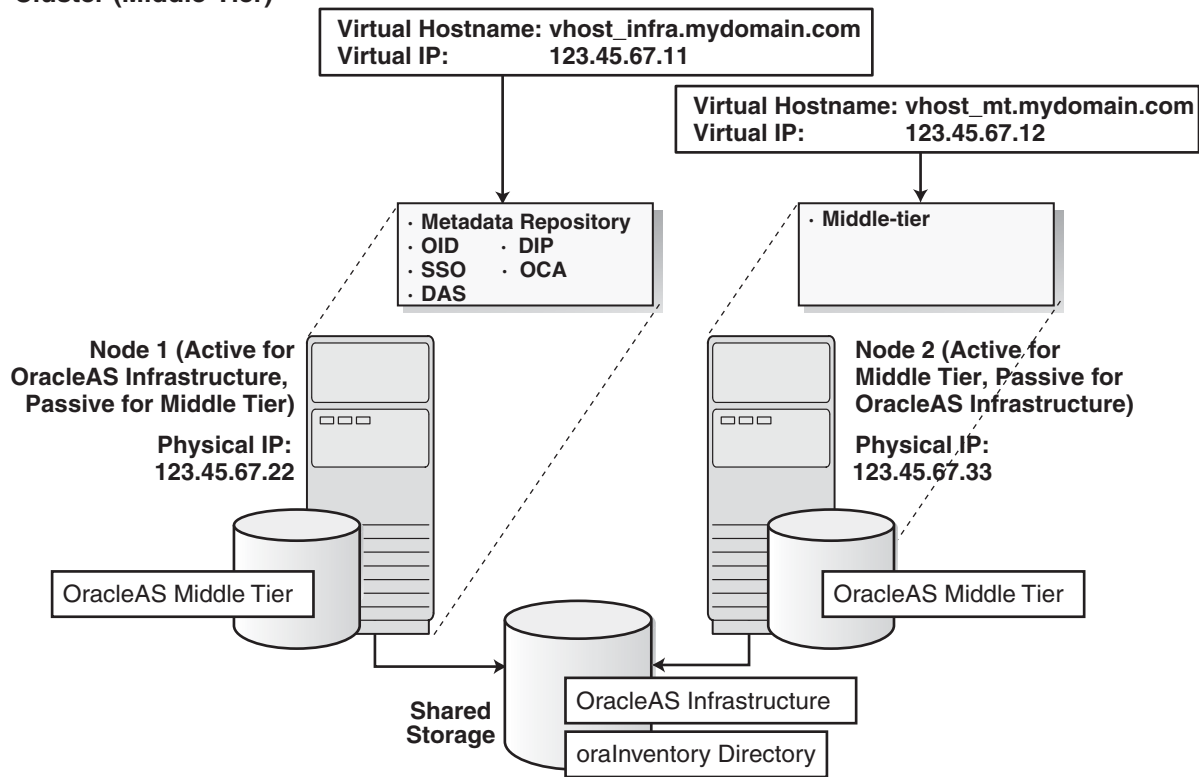 Cluster (Middle Tier)
Virtual Hostname: vhost_infra.mydomain.com
Virtual IP: 123.45.67.11
Virtual Hostname: vhost_mt.mydomain.com
Virtual IP: 123.45.67.12
· Metadata Repository
· OID · DIP
· SSO · OCA
· DAS
· Middle-tier
Node 1 (Active for
OracleAS Infrastructure,
Passive for Middle Tier)
Physical IP:
123.45.67.22
Node 2 (Active for
Middle Tier, Passive for
OracleAS Infrastructure)
Physical IP:
123.45.67.33
OracleAS Middle Tier
OracleAS Middle Tier
Shared
Storage
OracleAS Infrastructure
oraInventory Directory